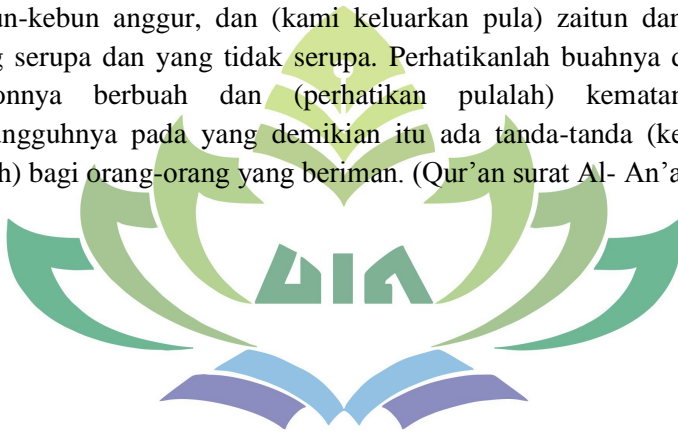 un-kebun anggur, dan (kami keluarkan pula) zaitun dan
serupa dan yang tidak serupa. Perhatikanlah buahnya d
onnya berbuah dan (perhatikan pulalah) kematan
ungguhnya pada yang demikian itu ada tanda-tanda (ke
h) bagi orang-orang yang beriman. (Qur’an surat Al- An’a
UIN